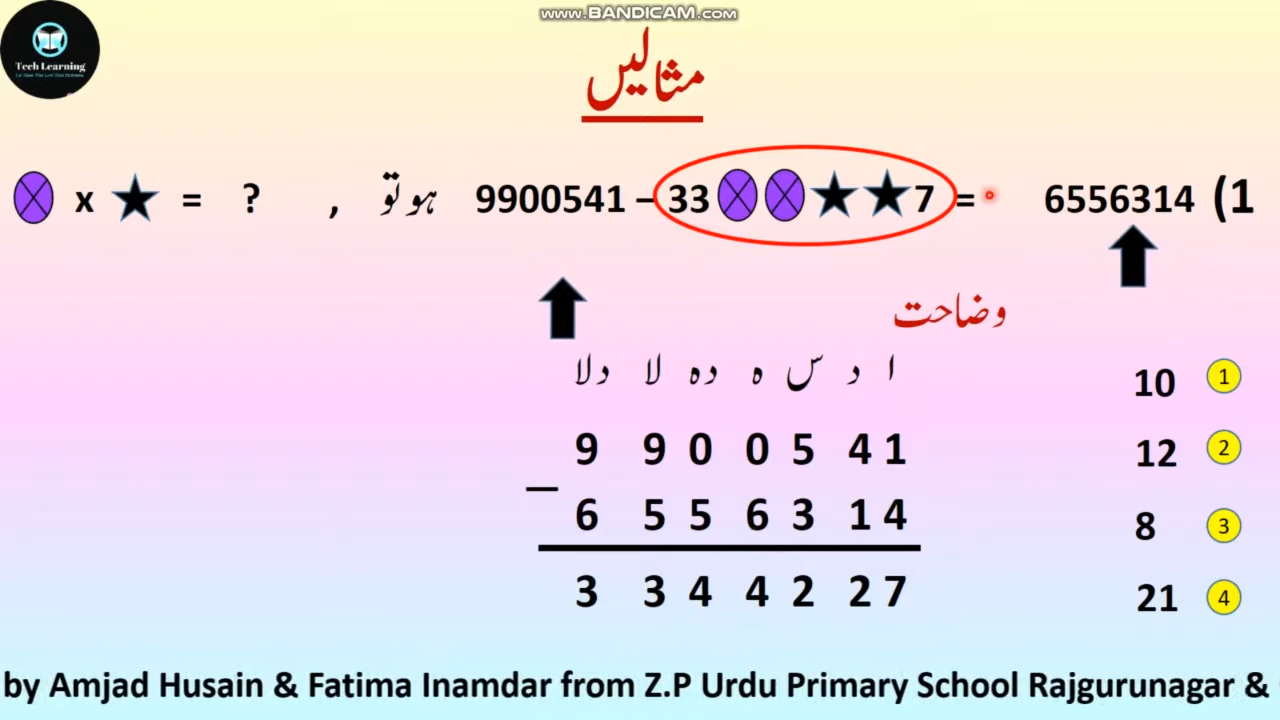 www.BANDICAM.com
Tech Learning
مثالیں
1) 6556314 = 9900541 – 33⊗⊗★★7 ہو تو , ⊗ x ★ = ?
وضاحت
ا د س ہ دہ لا دلا
9 9 0 0 5 4 1
–
6 5 5 6 3 1 4
3 3 4 4 2 2 7
1 10
2 12
3 8
4 21
by Amjad Husain & Fatima Inamdar from Z.P Urdu Primary School Rajgurunagar &